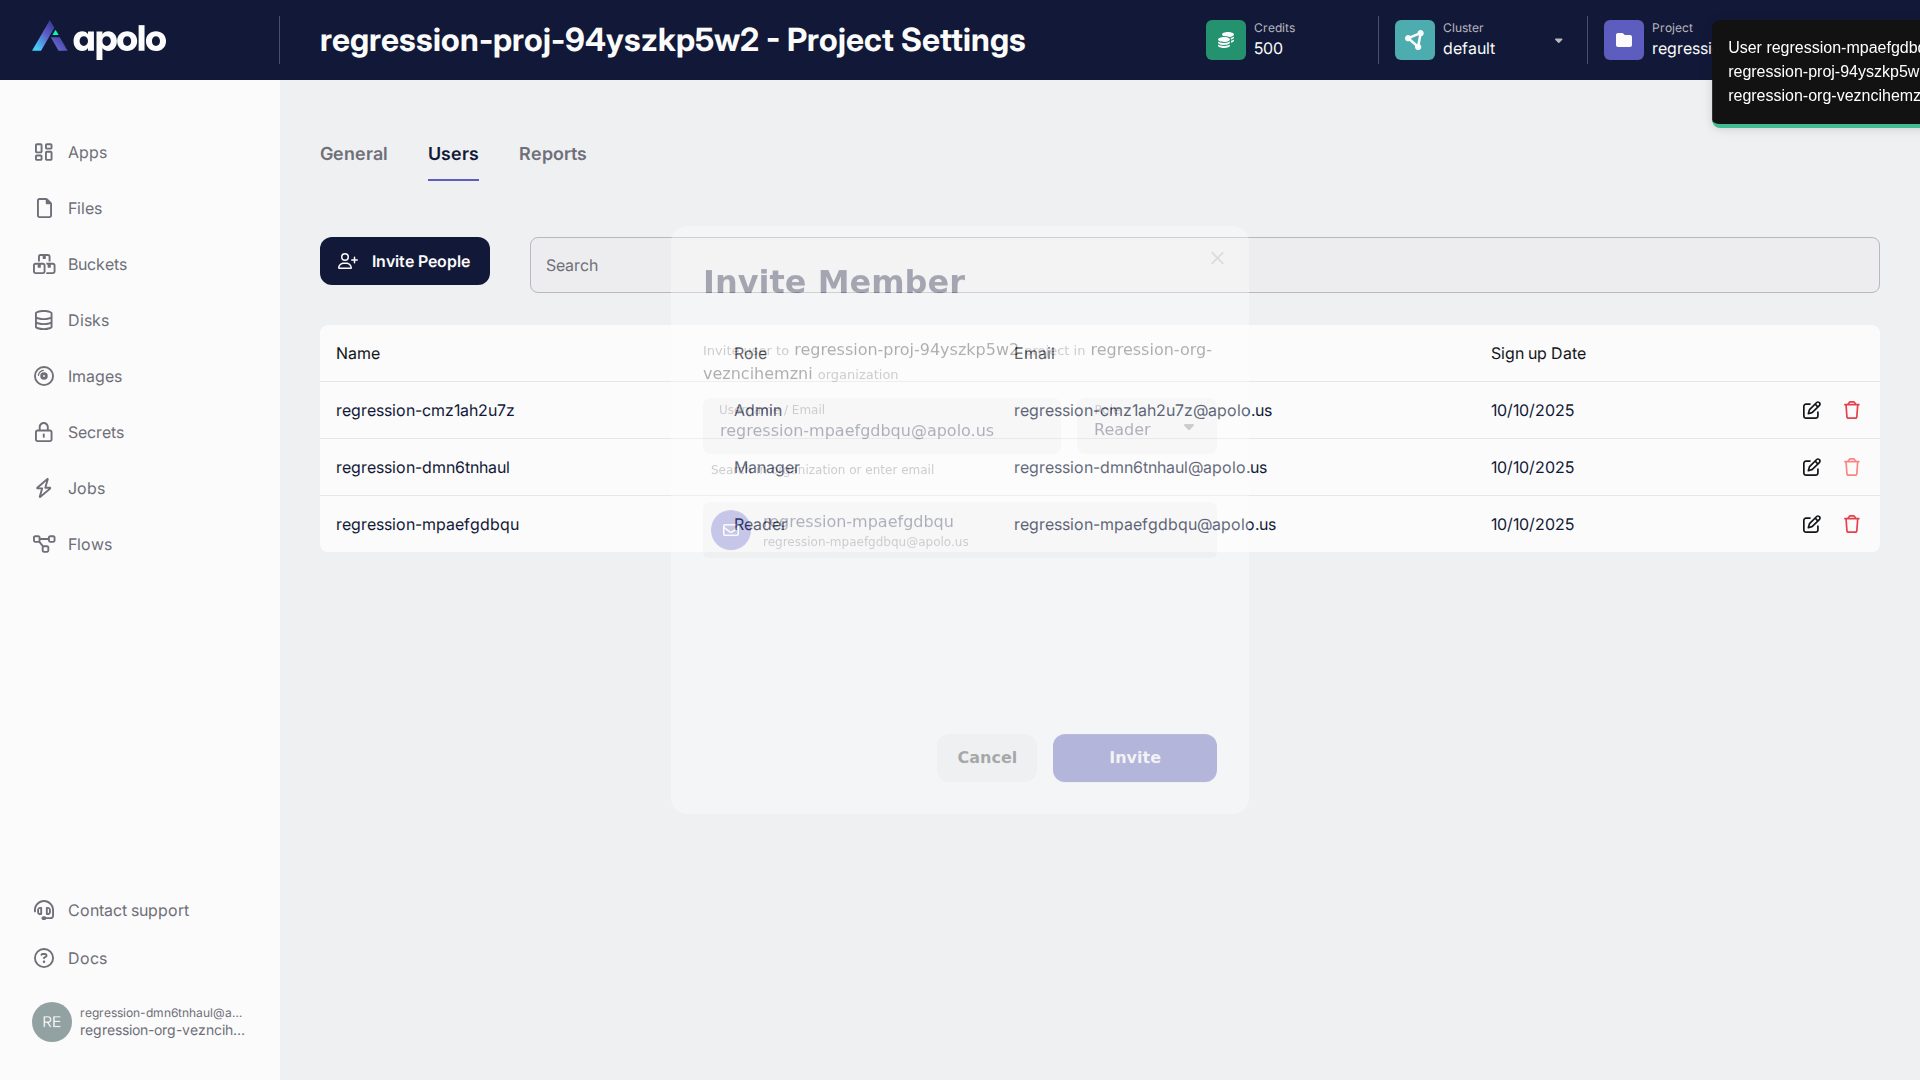 apolo
regression-proj-94yszkp5w2 - Project Settings
Credits
500
Cluster
default
Project
regressi
User regression-mpaefgdbq
regression-proj-94yszkp5w
regression-org-vezncihemz
Apps
Files
Buckets
Disks
Images
Secrets
Jobs
Flows
Contact support
Docs
RE
regression-dmn6tnhaul@a...
regression-org-vezncih...
General
Users
Reports
Invite People
Search
Name
Role
Email
Sign up Date
regression-cmz1ah2u7z
Admin
regression-cmz1ah2u7z@apolo.us
10/10/2025
regression-dmn6tnhaul
Manager
regression-dmn6tnhaul@apolo.us
10/10/2025
regression-mpaefgdbqu
Reader
regression-mpaefgdbqu@apolo.us
10/10/2025
Invite Member
Invite user to regression-proj-94yszkp5w2 project in regression-org-
vezncihemzni organization
Username / Email
regression-mpaefgdbqu@apolo.us
Role
Reader
Search in organization or enter email
regression-mpaefgdbqu
regression-mpaefgdbqu@apolo.us
Cancel
Invite